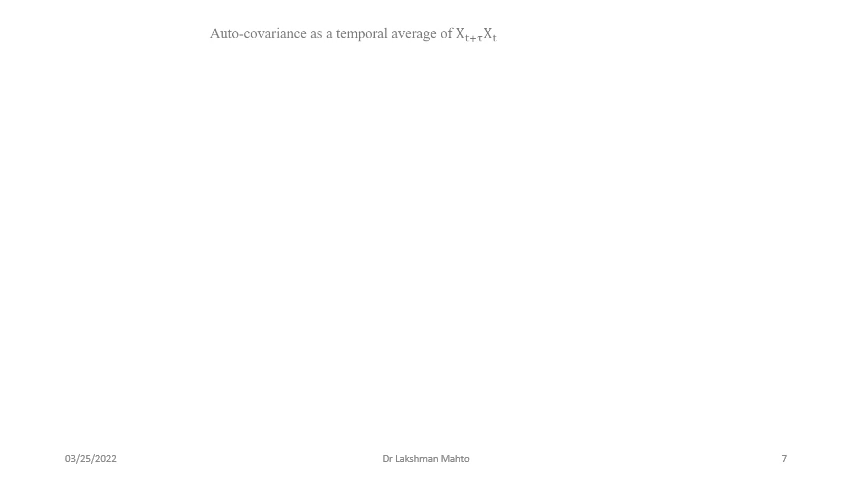 Auto-covariance as a temporal average of Xₜ₊τXₜ
03/25/2022
Dr Lakshman Mahto
7